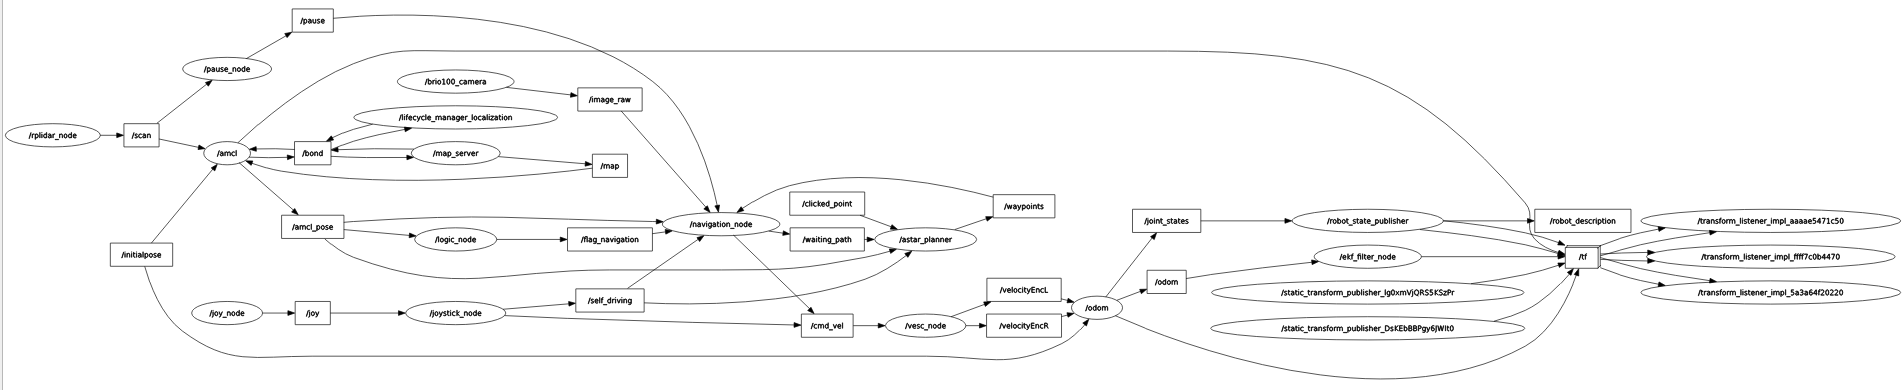 /pause
/pause_node
/brio100_camera
/image_raw
/lifecycle_manager_localization
/rplidar_node
/scan
/amcl
/bond
/map_server
/map
/clicked_point
/waypoints
/joint_states
/robot_state_publisher
/robot_description
/transform_listener_impl_aaaae5471c50
/amcl_pose
/navigation_node
/logic_node
/flag_navigation
/waiting_path
/astar_planner
/initialpose
/ekf_filter_node
/tf
/transform_listener_impl_ffff7c0b4470
/odom
/velocityEncL
/static_transform_publisher_Ig0xmVjQRS5KSzPr
/transform_listener_impl_5a3a64f20220
/self_driving
/odom
/joy_node
/joy
/joystick_node
/cmd_vel
/vesc_node
/velocityEncR
/static_transform_publisher_DsKEbBBPgy6JWIt0